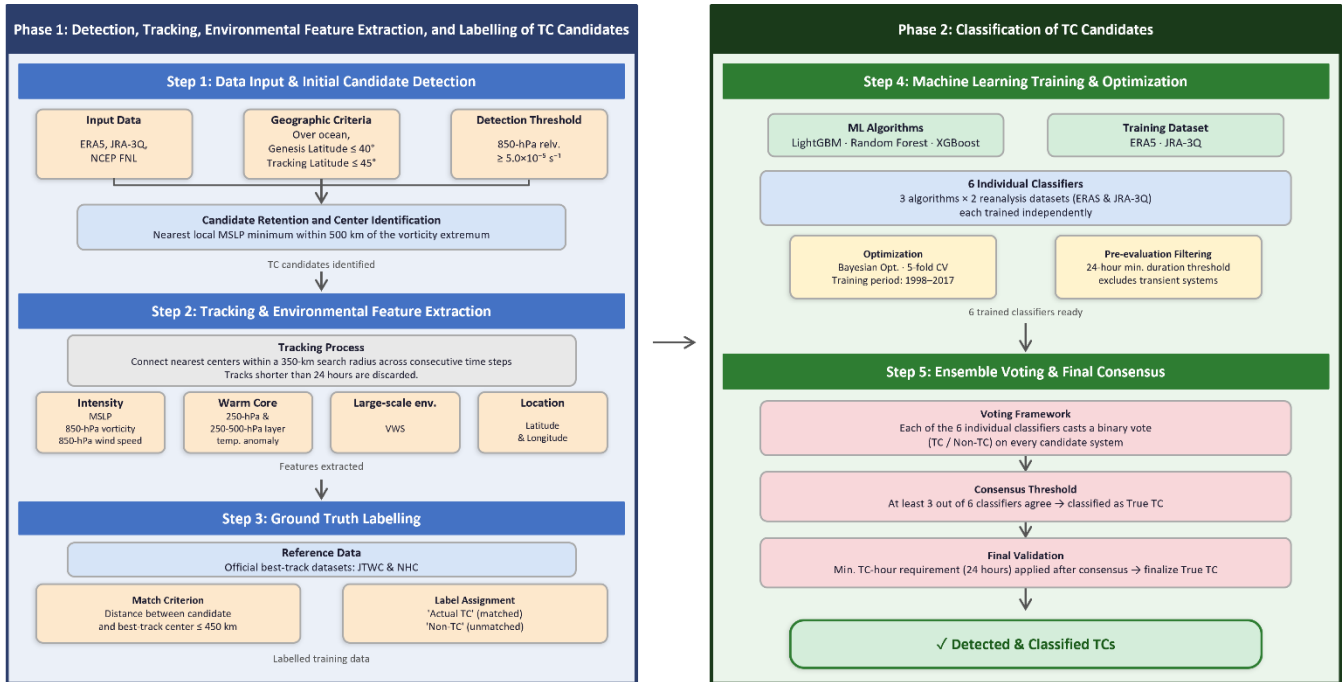 Phase 1: Detection, Tracking, Environmental Feature Extraction, and Labelling of TC Candidates
Step 1: Data Input & Initial Candidate Detection
Input Data
ERA5, JRA-3Q,
NCEP FNL
Geographic Criteria
Over ocean,
Genesis Latitude ≤ 40°
Tracking Latitude ≤ 45°
Detection Threshold
850-hPa relv.
≥ 5.0×10⁻⁵ s⁻¹
Candidate Retention and Center Identification
Nearest local MSLP minimum within 500 km of the vorticity extremum
TC candidates identified
Step 2: Tracking & Environmental Feature Extraction
Tracking Process
Connect nearest centers within a 350-km search radius across consecutive time steps
Tracks shorter than 24 hours are discarded.
Intensity
MSLP
850-hPa vorticity
850-hPa wind speed
Warm Core
250-hPa &
250-500-hPa layer
temp. anomaly
Large-scale env.
VWS
Location
Latitude
& Longitude
Features extracted
Step 3: Ground Truth Labelling
Reference Data
Official best-track datasets: JTWC & NHC
Match Criterion
Distance between candidate
and best-track center ≤ 450 km
Label Assignment
'Actual TC' (matched)
'Non-TC' (unmatched)
Labelled training data
Phase 2: Classification of TC Candidates
Step 4: Machine Learning Training & Optimization
ML Algorithms
LightGBM · Random Forest · XGBoost
Training Dataset
ERA5 · JRA-3Q
6 Individual Classifiers
3 algorithms × 2 reanalysis datasets (ERA5 & JRA-3Q)
each trained independently
Optimization
Bayesian Opt. · 5-fold CV
Training period: 1998–2017
Pre-evaluation Filtering
24-hour min. duration threshold
excludes transient systems
6 trained classifiers ready
Step 5: Ensemble Voting & Final Consensus
Voting Framework
Each of the 6 individual classifiers casts a binary vote
(TC / Non-TC) on every candidate system
Consensus Threshold
At least 3 out of 6 classifiers agree → classified as True TC
Final Validation
Min. TC-hour requirement (24 hours) applied after consensus → finalize True TC
✓ Detected & Classified TCs